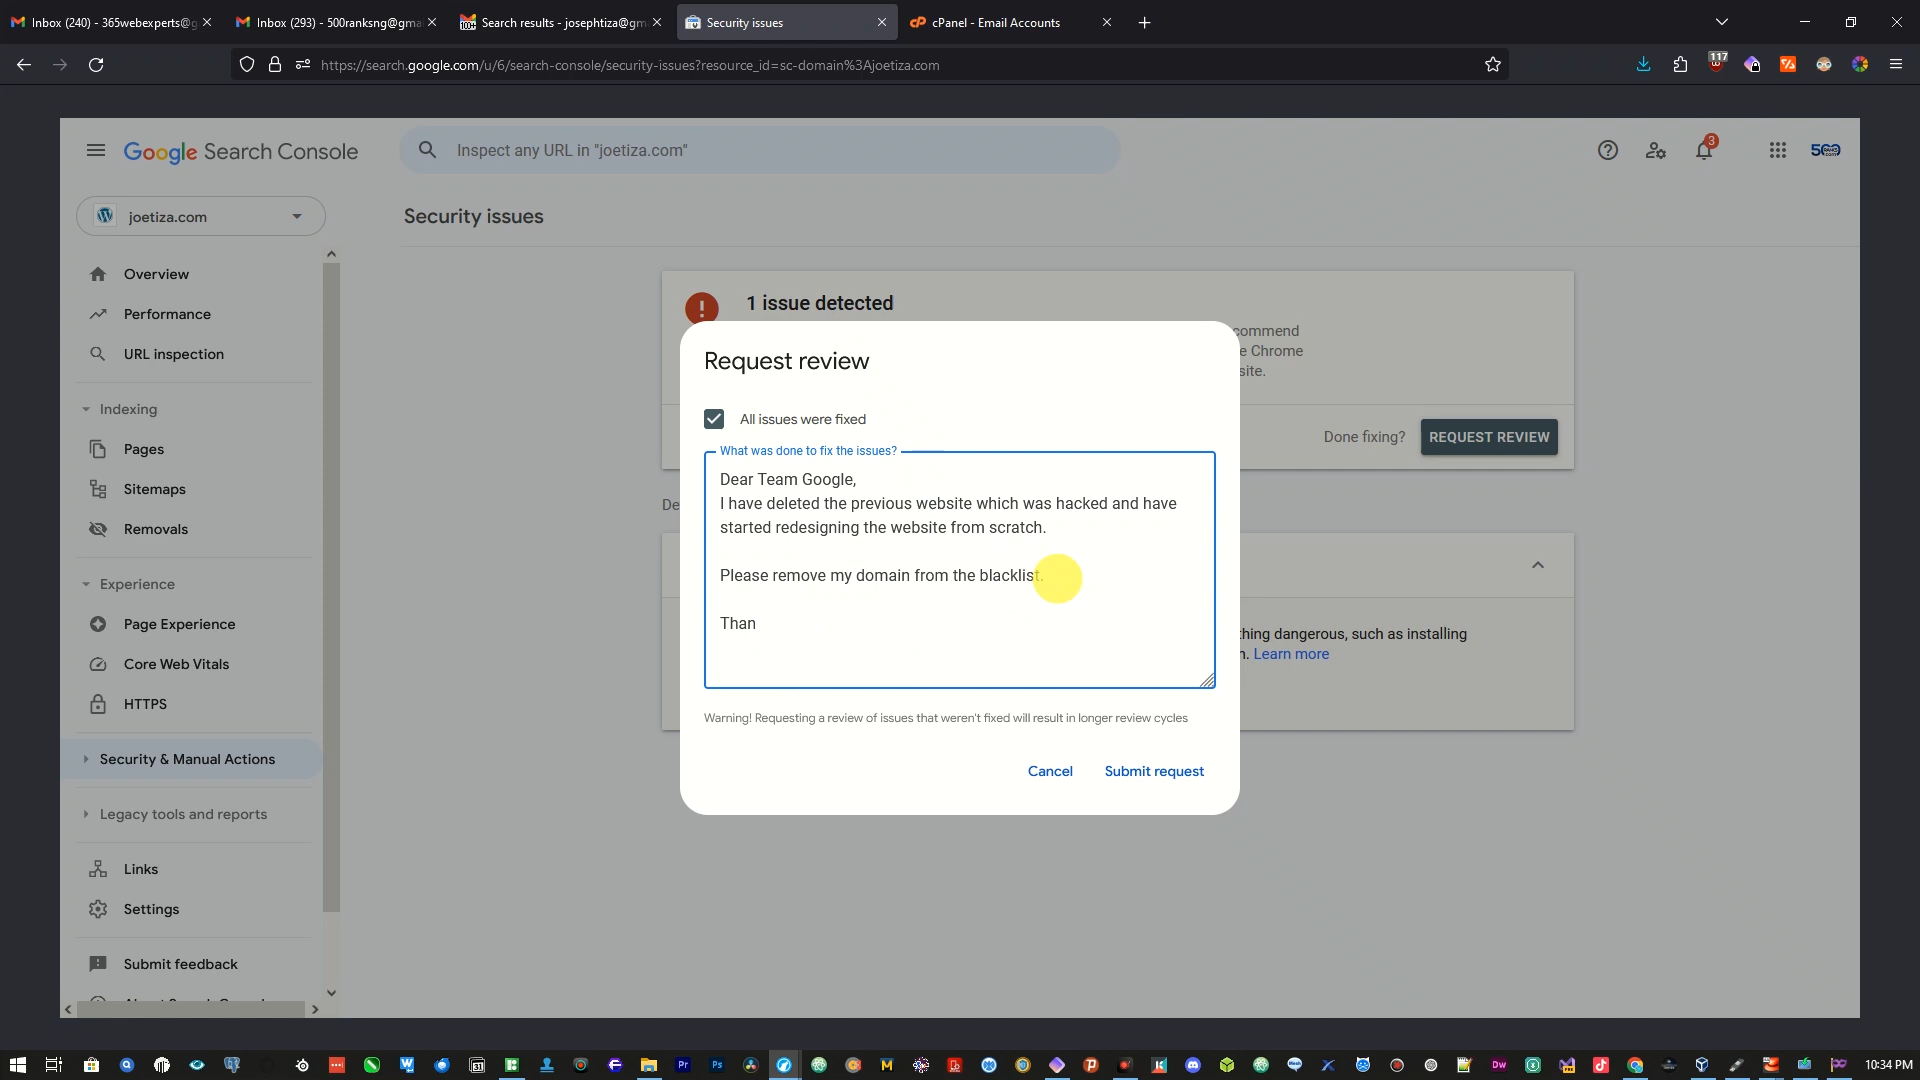 Inbox (240) - 365webexperts@g
Inbox (293) - 500ranksng@gmai
Search results - josephtiza@gm
Security issues
cPanel - Email Accounts
https://search.google.com/u/6/search-console/security-issues?resource_id=sc-domain%3Ajoetiza.com
117
Google Search Console
Inspect any URL in "joetiza.com"
3
joetiza.com
Security issues
Overview
Performance
URL inspection
Indexing
Pages
Sitemaps
Removals
Experience
Page Experience
Core Web Vitals
HTTPS
Security & Manual Actions
Legacy tools and reports
Links
Settings
Submit feedback
1 issue detected
commend
e Chrome
site.
Done fixing?
REQUEST REVIEW
De
thing dangerous, such as installing
n. Learn more
Request review
All issues were fixed
What was done to fix the issues?
Dear Team Google,
I have deleted the previous website which was hacked and have
started redesigning the website from scratch.
Please remove my domain from the blacklist.
Than
Warning! Requesting a review of issues that weren't fixed will result in longer review cycles
Cancel
Submit request
10:34 PM